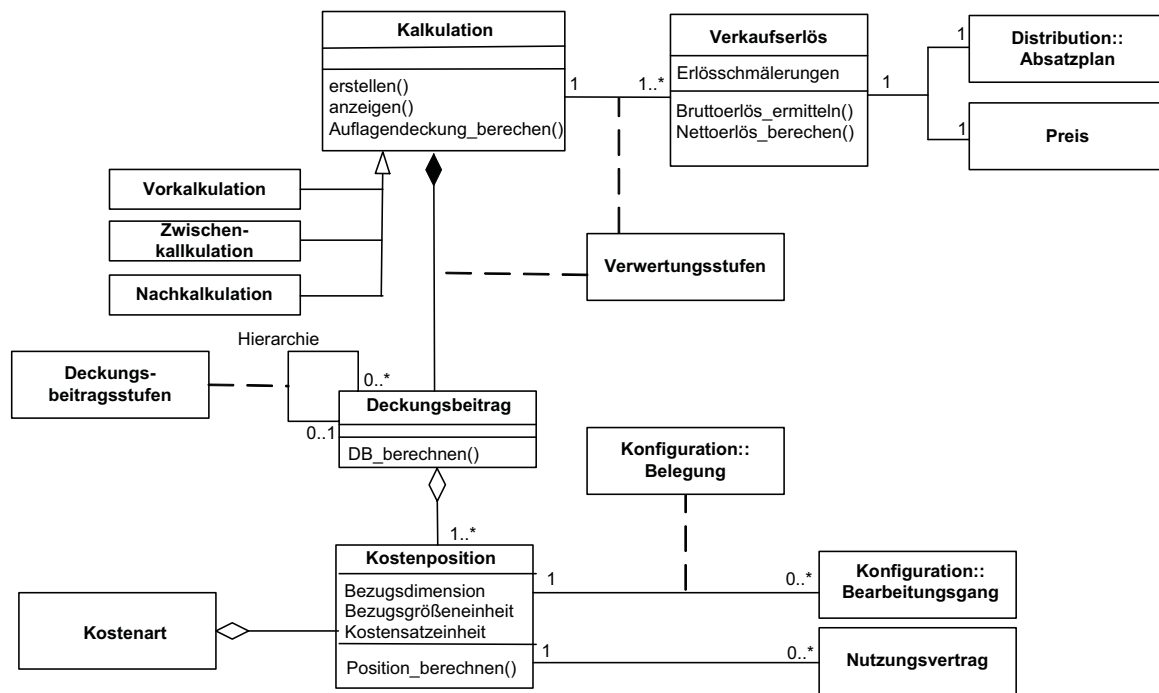 Kalkulation
erstellen()
anzeigen()
Auflagendeckung_berechen()
1
1..*
Verkaufserlös
Erlösschmälerungen
Bruttoerlös_ermitteln()
Nettoerlös_berechen()
1
1
Distribution::
Absatzplan
1
Preis
Vorkalkulation
Zwischen-
kallkulation
Nachkalkulation
Verwertungsstufen
Hierarchie
Deckungs-
beitragsstufen
0..*
0..1
Deckungsbeitrag
DB_berechnen()
Konfiguration::
Belegung
1..*
Kostenposition
Bezugsdimension
Bezugsgrößeneinheit
Kostensatzeinheit
Position_berechnen()
Kostenart
1
0..*
Konfiguration::
Bearbeitungsgang
1
0..*
Nutzungsvertrag